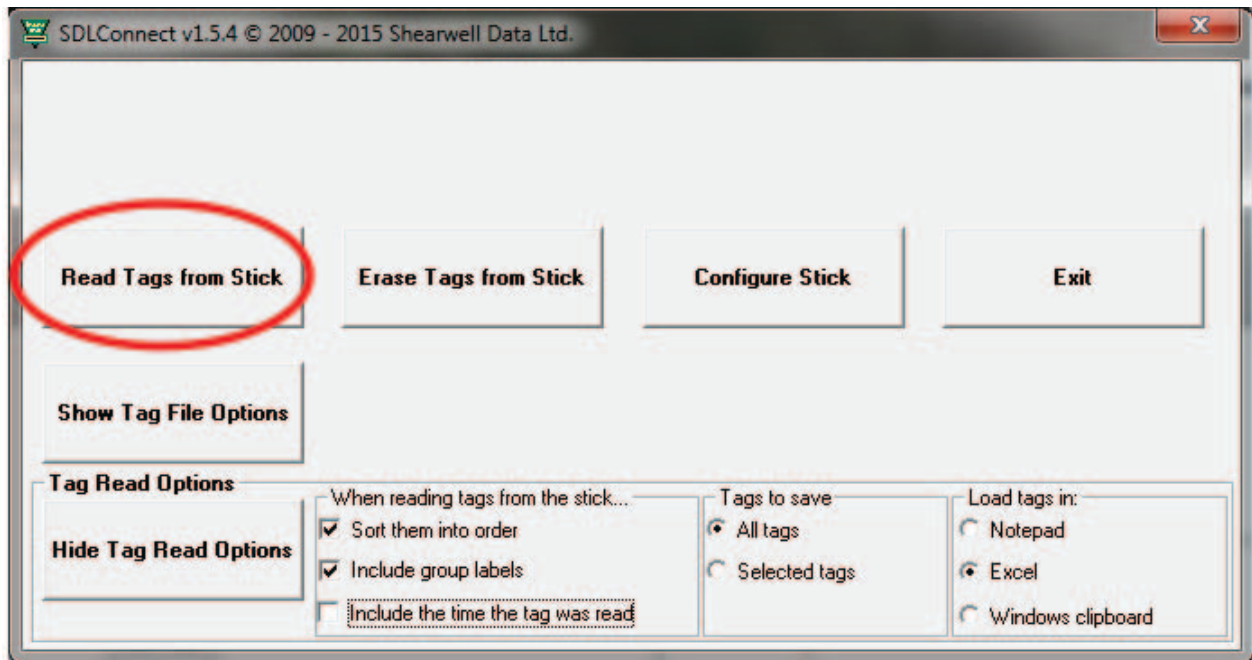 SDLConnect v1.5.4 © 2009 - 2015 Shearwell Data Ltd.
Read Tags from Stick
Erase Tags from Stick
Configure Stick
Exit
Show Tag File Options
Tag Read Options
Hide Tag Read Options
When reading tags from the stick...
Sort them into order
Include group labels
Include the time the tag was read
Tags to save
All tags
Selected tags
Load tags in:
Notepad
Excel
Windows clipboard